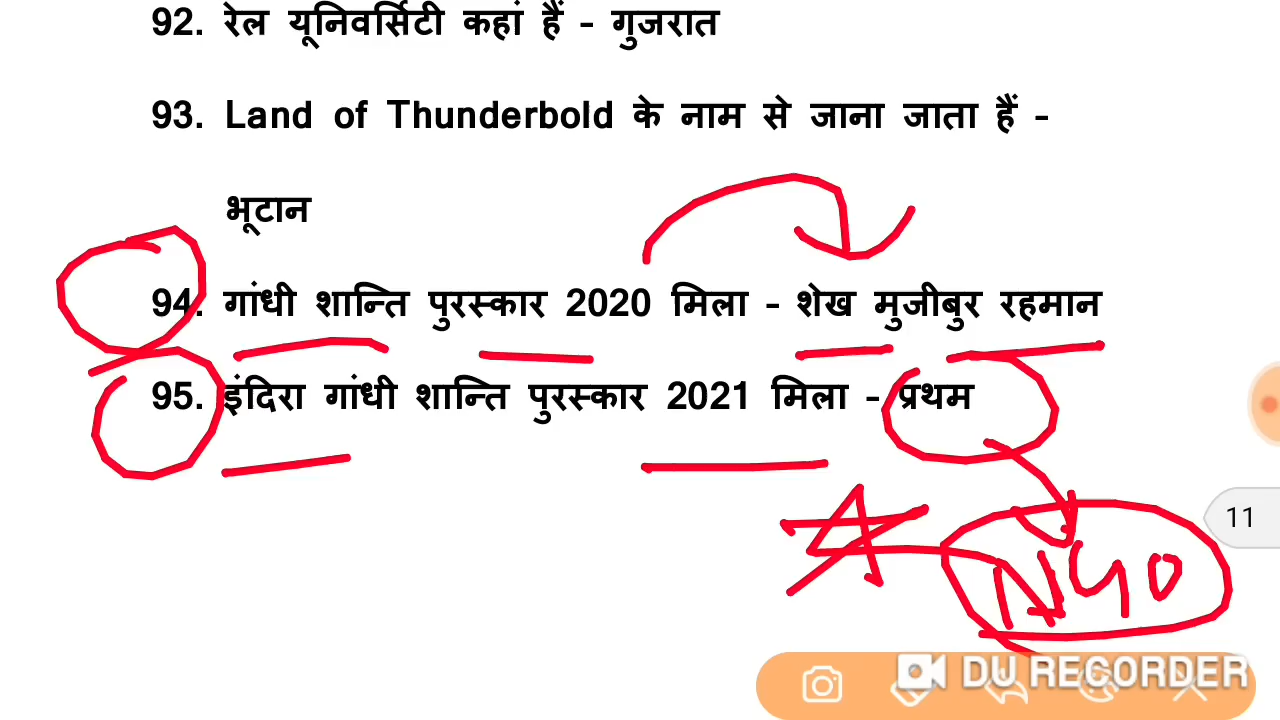 92. रेल यूनिवर्सिटी कहां हैं - गुजरात
93. Land of Thunderbold के नाम से जाना जाता हैं -
भूटान
94. गांधी शान्ति पुरस्कार 2020 मिला - शेख मुजीबुर रहमान
95. इंदिरा गांधी शान्ति पुरस्कार 2021 मिला - प्रथम
NGO
11
DU RECORDER